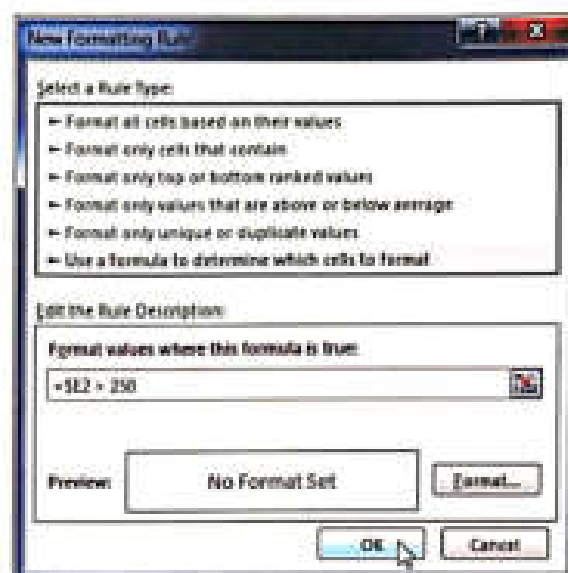 New Formatting Rule
Select a Rule Type:
► Format all cells based on their values
► Format only cells that contain
► Format only top or bottom ranked values
► Format only values that are above or below average
► Format only unique or duplicate values
► Use a formula to determine which cells to format
Edit the Rule Description:
Format values where this formula is true:
=$E2 > 250
Preview: No Format Set Format...
OK Cancel